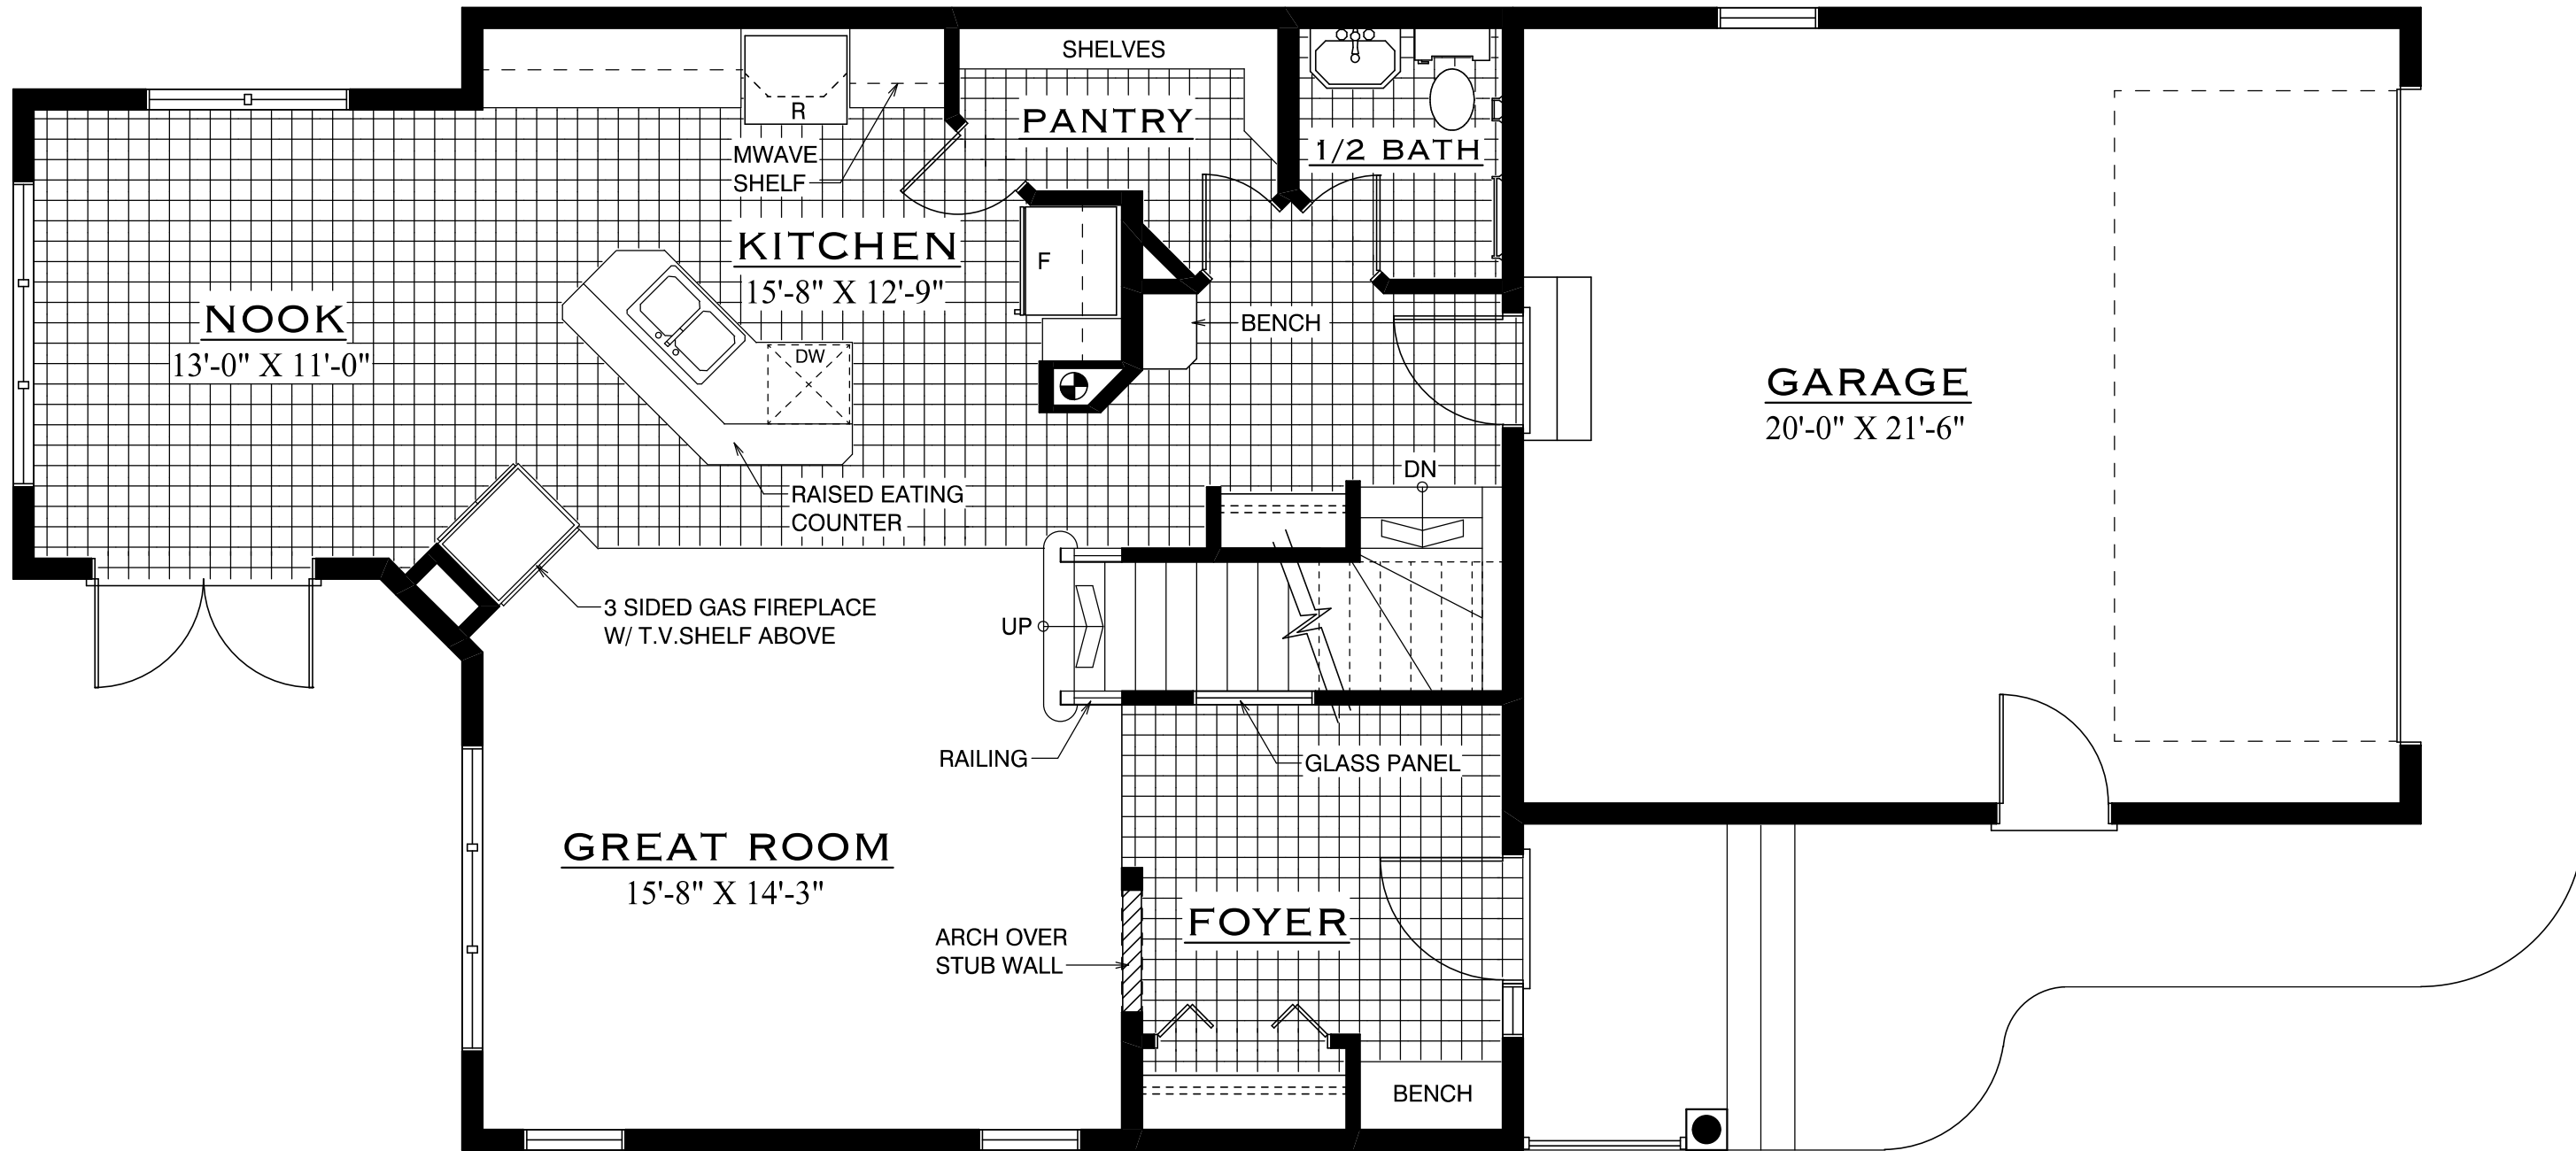 SHELVES
PANTRY
R
1/2 BATH
MWAVE
SHELF
KITCHEN
15'-8" X 12'-9"
F
NOOK
13'-0" X 11'-0"
BENCH
DW
GARAGE
20'-0" X 21'-6"
DN
RAISED EATING
COUNTER
3 SIDED GAS FIREPLACE
W/ T.V.SHELF ABOVE
UP
RAILING
GLASS PANEL
GREAT ROOM
15'-8" X 14'-3"
FOYER
ARCH OVER
STUB WALL
BENCH